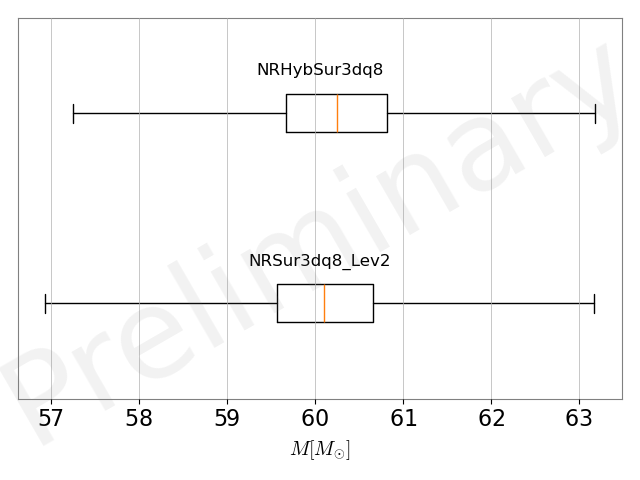 NRHybSur3dq8
NRSur3dq8_Lev2
Preliminary
57 58 59 60 61 62 63
M[M⊙]